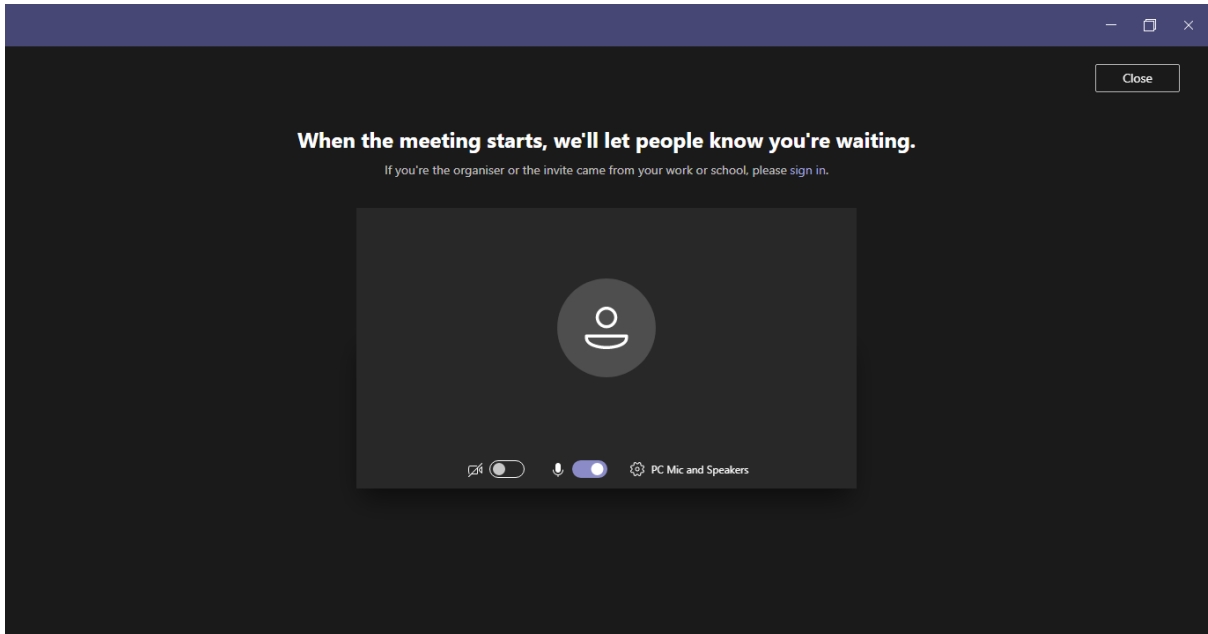 Close
When the meeting starts, we'll let people know you're waiting.
If you're the organiser or the invite came from your work or school, please sign in.
PC Mic and Speakers